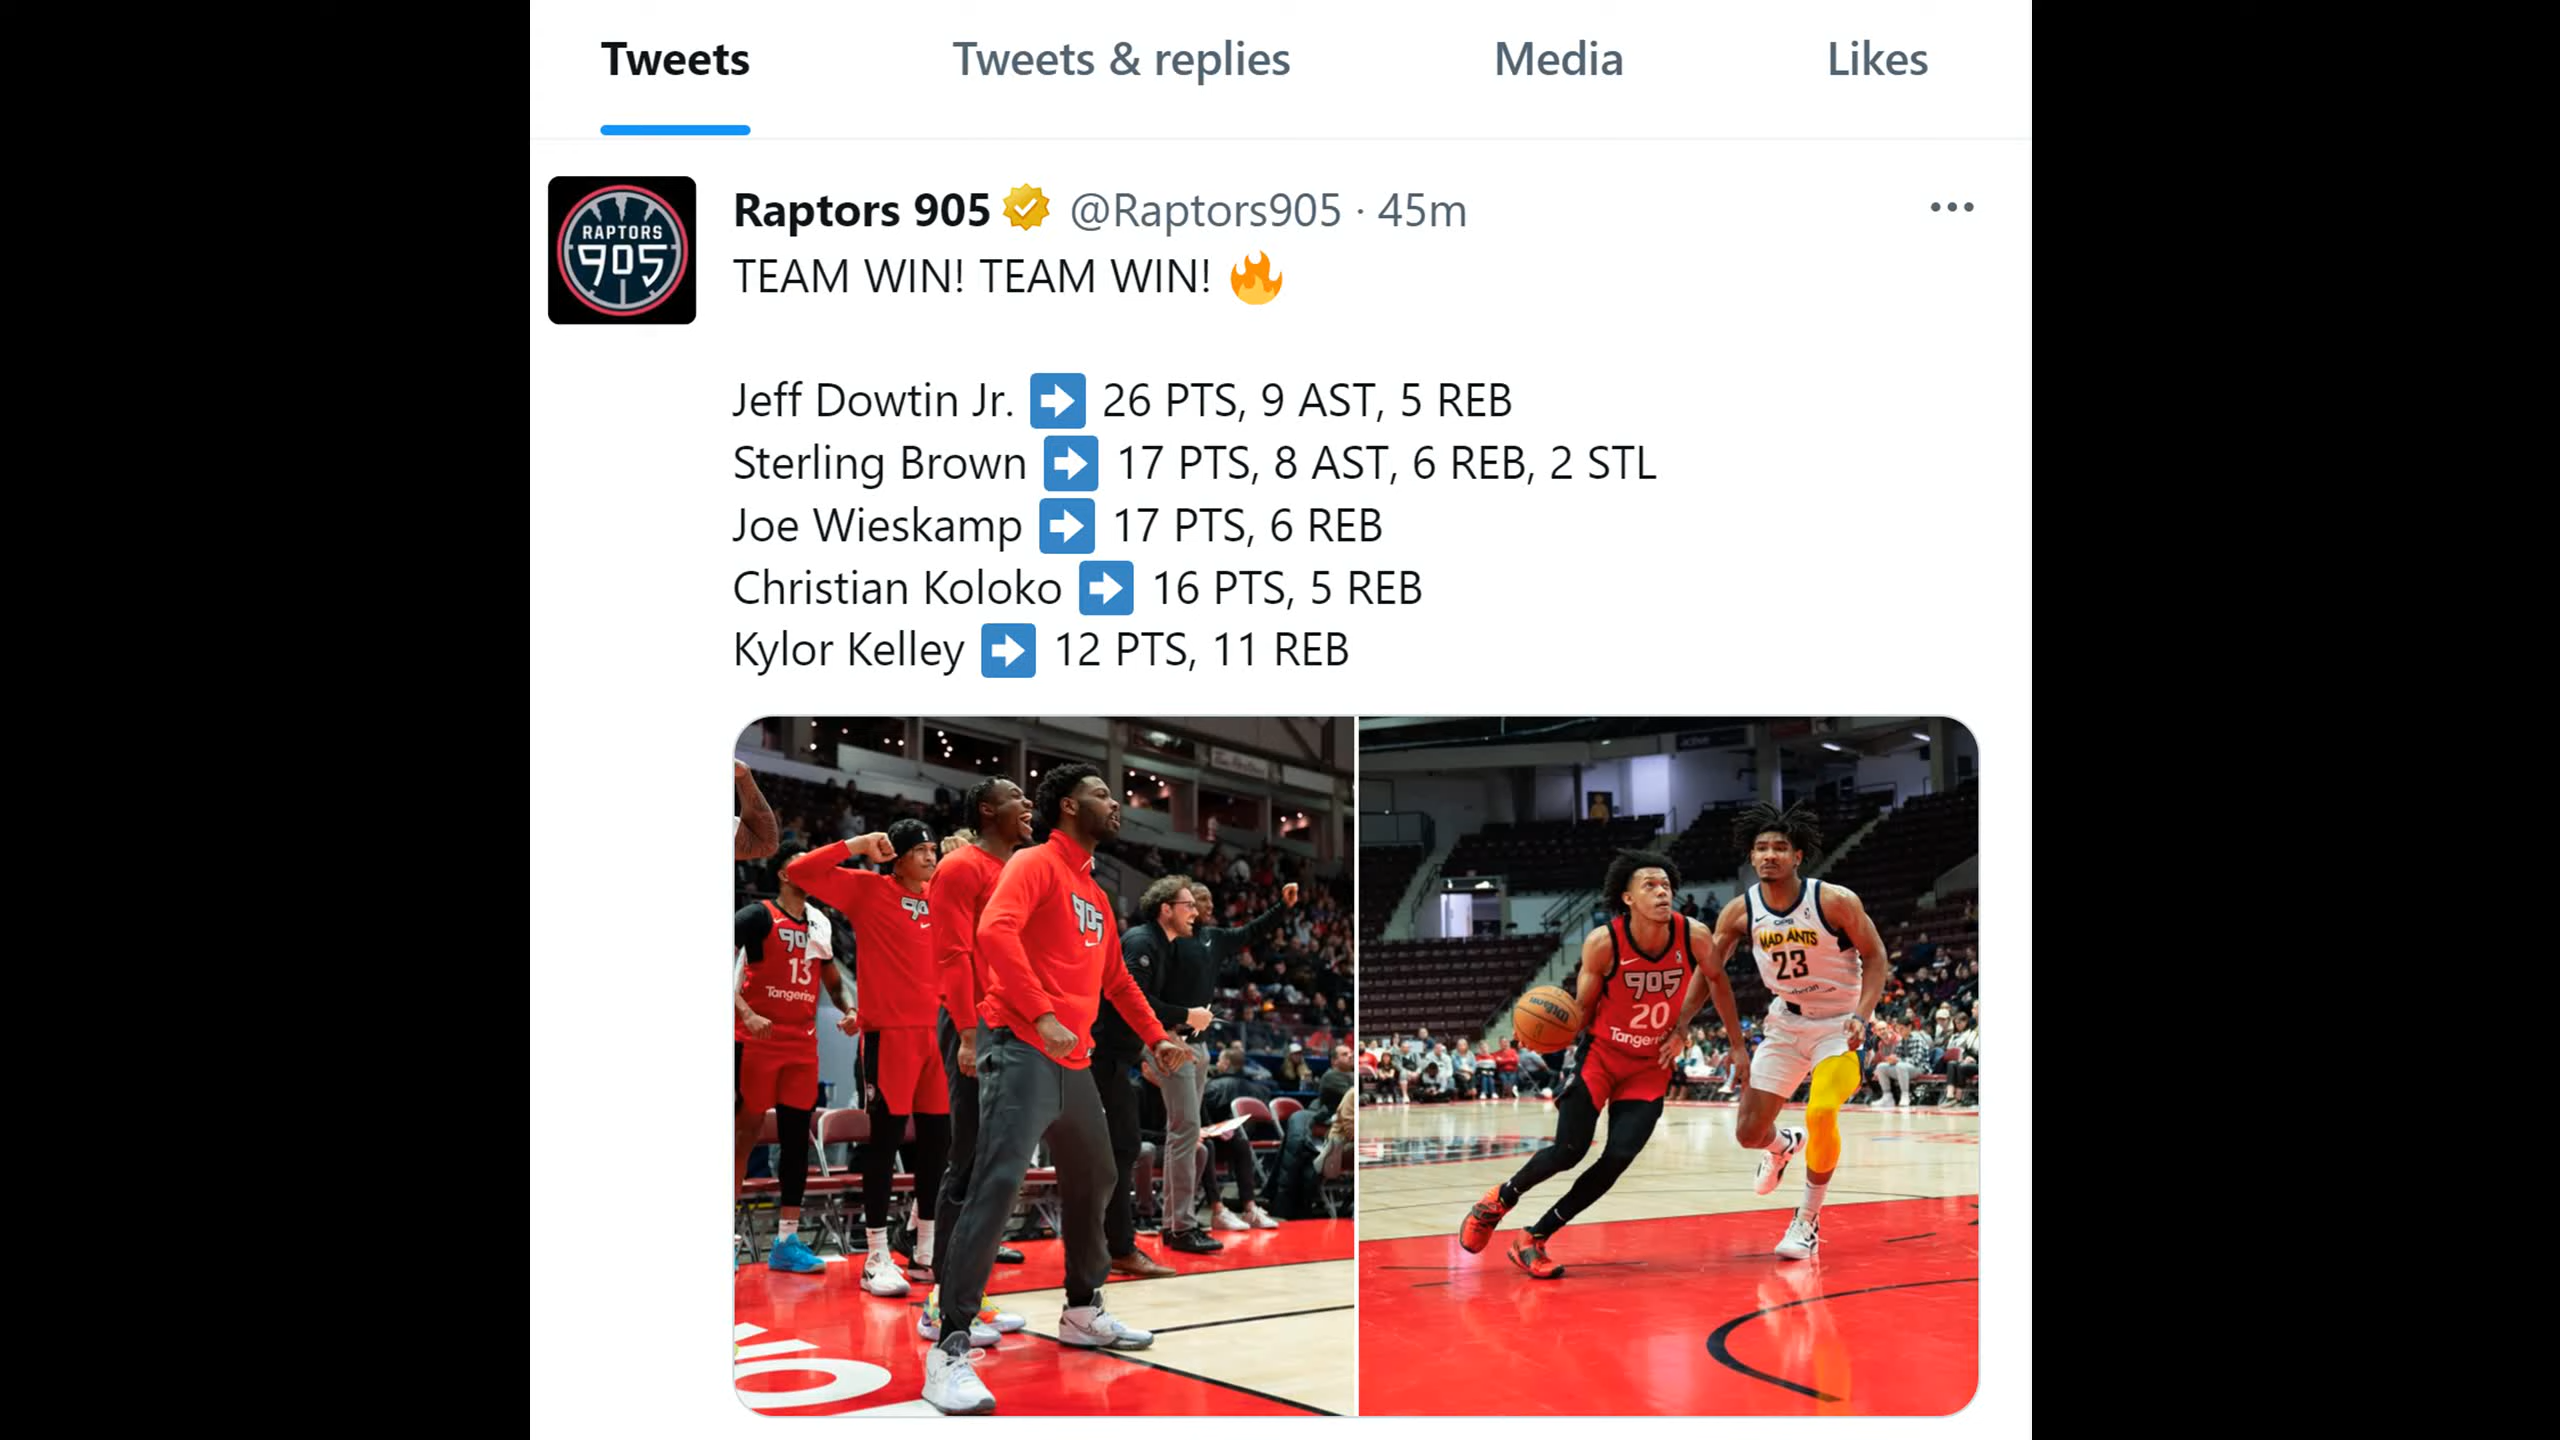 Tweets Tweets & replies Media Likes
RAPTORS
905
Raptors 905 @Raptors905 · 45m
TEAM WIN! TEAM WIN! 🔥
Jeff Dowtin Jr. ➡️ 26 PTS, 9 AST, 5 REB
Sterling Brown ➡️ 17 PTS, 8 AST, 6 REB, 2 STL
Joe Wieskamp ➡️ 17 PTS, 6 REB
Christian Koloko ➡️ 16 PTS, 5 REB
Kylor Kelley ➡️ 12 PTS, 11 REB
905
13
Tangerine
905
905
20
Tangerine
MAD ANTS
23
Wilson